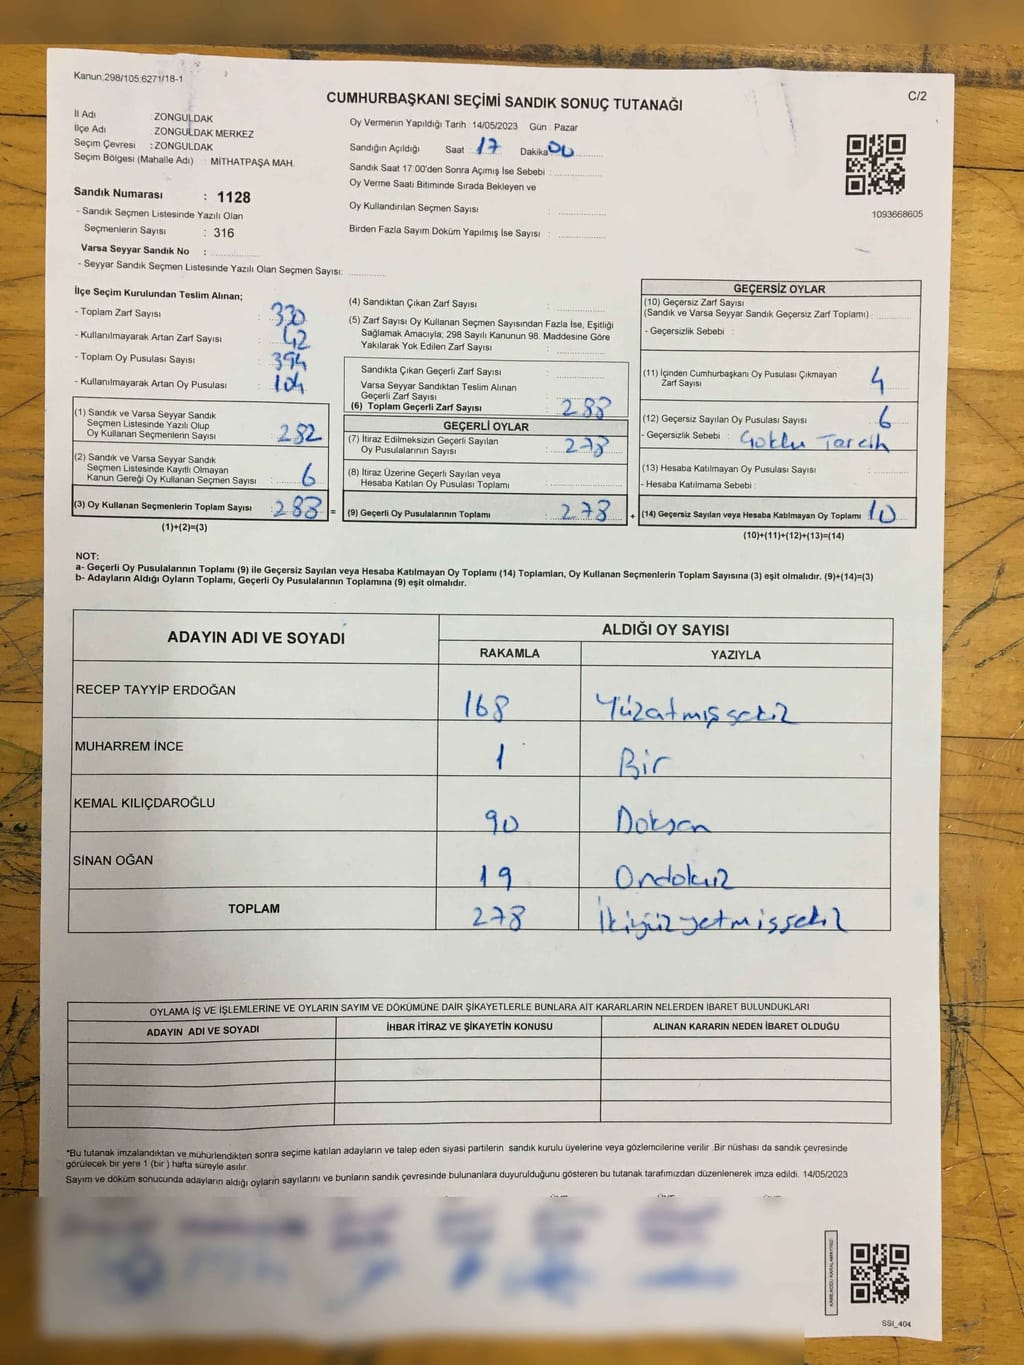 Kanun.298/105,6271/18-1
C/2
CUMHURBAŞKANI SEÇİMİ SANDIK SONUÇ TUTANAĞI
İl Adı ZONGULDAK
İlçe Adı : ZONGULDAK MERKEZ
Seçim Çevresi : ZONGULDAK
Seçim Bölgesi (Mahalle Adı) : MİTHATPAŞA MAH.
Sandık Numarası : 1128
- Sandık Seçmen Listesinde Yazılı Olan
Seçmenlerin Sayısı : 316
Varsa Seyyar Sandık No :
- Seyyar Sandık Seçmen Listesinde Yazılı Olan Seçmen Sayısı:
Oy Vermenin Yapıldığı Tarih : 14/05/2023 Gün : Pazar
Sandığın Açıldığı Saat 17 Dakika 00
Sandık Saat 17:00'den Sonra Açımış İse Sebebi :
Oy Verme Saati Bitiminde Sırada Bekleyen ve
Oy Kullandırılan Seçmen Sayısı :
Birden Fazla Sayım Döküm Yapılmış İse Sayısı :
1093668605
İlçe Seçim Kurulundan Teslim Alınan;
- Toplam Zarf Sayısı : 330
- Kullanılmayarak Artan Zarf Sayısı : 42
- Toplam Oy Pusulası Sayısı : 394
- Kullanılmayarak Artan Oy Pusulası : 104
(1) Sandık ve Varsa Seyyar Sandık
Seçmen Listesinde Yazılı Olup
Oy Kullanan Seçmenlerin Sayısı : 282
(2) Sandık ve Varsa Seyyar Sandık
Seçmen Listesinde Kayıtlı Olmayan
Kanun Gereği Oy Kullanan Seçmen Sayısı : 6
(3) Oy Kullanan Seçmenlerin Toplam Sayısı : 288 =
(1)+(2)=(3)
(4) Sandıktan Çıkan Zarf Sayısı :
(5) Zarf Sayısı Oy Kullanan Seçmen Sayısından Fazla İse, Eşitliği
Sağlamak Amacıyla; 298 Sayılı Kanunun 98. Maddesine Göre
Yakılarak Yok Edilen Zarf Sayısı :
Sandıkta Çıkan Geçerli Zarf Sayısı :
Varsa Seyyar Sandıktan Teslim Alınan
Geçerli Zarf Sayısı :
(6) Toplam Geçerli Zarf Sayısı : 288
GEÇERLİ OYLAR
(7) İtiraz Edilmeksizin Geçerli Sayılan
Oy Pusulalarının Sayısı : 278
(8) İtiraz Üzerine Geçerli Sayılan veya
Hesaba Katılan Oy Pusulası Toplamı :
(9) Geçerli Oy Pusulalarının Toplamı : 278 +
GEÇERSİZ OYLAR
(10) Geçersiz Zarf Sayısı
(Sandık ve Varsa Seyyar Sandık Geçersiz Zarf Toplamı) :
- Geçersizlik Sebebi :
(11) İçinden Cumhurbaşkanı Oy Pusulası Çıkmayan
Zarf Sayısı 4
(12) Geçersiz Sayılan Oy Pusulası Sayısı : 6
- Geçersizlik Sebebi :
(13) Hesaba Katılmayan Oy Pusulası Sayısı :
- Hesaba Katılmama Sebebi :
(14) Geçersiz Sayılan veya Hesaba Katılmayan Oy Toplamı : 10
(10)+(11)+(12)+(13)=(14)
NOT:
a- Geçerli Oy Pusulalarının Toplamı (9) ile Geçersiz Sayılan veya Hesaba Katılmayan Oy Toplamı (14) Toplamları, Oy Kullanan Seçmenlerin Toplam Sayısına (3) eşit olmalıdır. (9)+(14)=(3)
b- Adayların Aldığı Oyların Toplamı, Geçerli Oy Pusulalarının Toplamına (9) eşit olmalıdır.
ADAYIN ADI VE SOYADI ALDIĞI OY SAYISI
RAKAMLA YAZIYLA
RECEP TAYYİP ERDOĞAN 168 Yüzatmışsekiz
MUHARREM İNCE 1 Bir
KEMAL KILIÇDAROĞLU 90 Doksan
SİNAN OĞAN 19 Ondokuz
TOPLAM 278 İkiyüzyetmişsekiz
OYLAMA İŞ VE İŞLEMLERİNE VE OYLARIN SAYIM VE DÖKÜMÜNE DAİR ŞİKAYETLERLE BUNLARA AİT KARARLARIN NELERDEN İBARET BULUNDUKLARI
ADAYIN ADI VE SOYADI İHBAR İTİRAZ VE ŞİKAYETİN KONUSU ALINAN KARARIN NEDEN İBARET OLDUĞU
*Bu tutanak imzalandıktan ve mühürlendikten sonra seçime katılan adayların ve talep eden siyasi partilerin sandık kurulu üyelerine veya gözlemcilerine verilir .Bir nüshası da sandık çevresinde
görülecek bir yere 1 (bir ) hafta süreyle asılır.
Sayım ve döküm sonucunda adayların aldığı oyların sayılarını ve bunların sandık çevresinde bulunanlara duyurulduğunu gösteren bu tutanak tarafımızdan düzenlenerek imza edildi. 14/05/2023
SSI_404